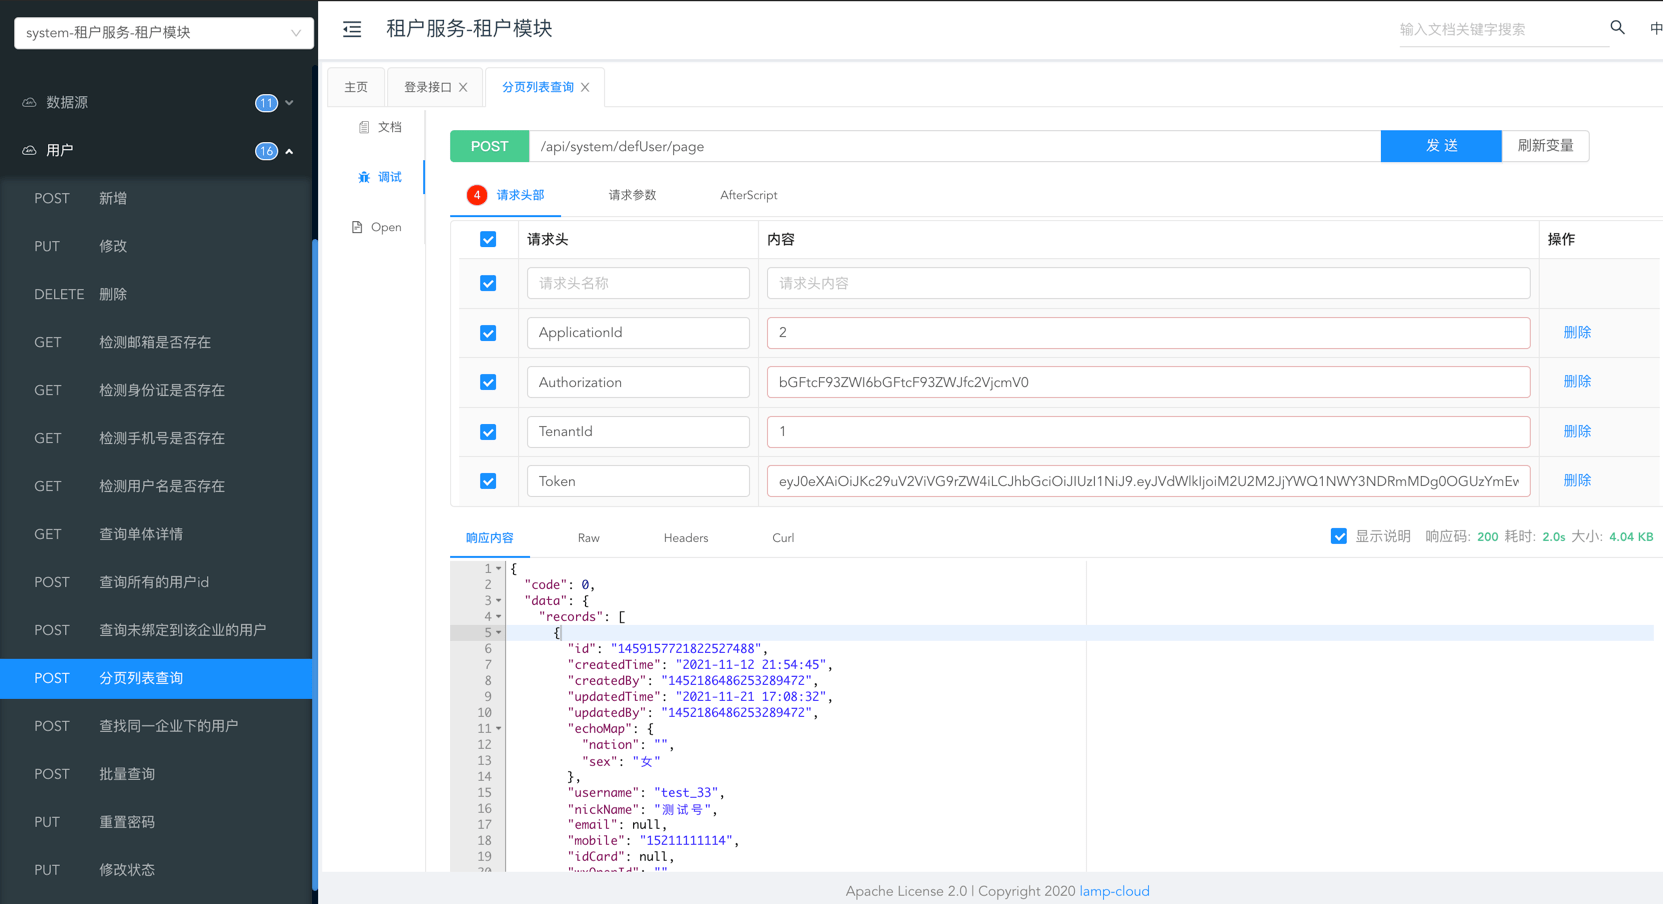 system-租户服务-租户模块
租户服务-租户模块
输入文档关键字搜索
中
数据源 11
用户 16
POST 新增
PUT 修改
DELETE 删除
GET 检测邮箱是否存在
GET 检测身份证是否存在
GET 检测手机号是否存在
GET 检测用户名是否存在
GET 查询单体详情
POST 查询所有的用户id
POST 查询未绑定到该企业的用户
POST 分页列表查询
POST 查找同一企业下的用户
POST 批量查询
PUT 重置密码
PUT 修改状态
主页 登录接口 分页列表查询
文档
调试
Open
POST /api/system/defUser/page 发 送 刷新变量
4 请求头部 请求参数 AfterScript
请求头 内容 操作
请求头名称 请求头内容
ApplicationId 2 删除
Authorization bGFtcF93ZWI6bGFtcF93ZWJfc2VjcmV0 删除
TenantId 1 删除
Token eyJ0eXAiOiJKc29uV2ViVG9rZW4iLCJhbGciOiJIUzI1NiJ9.eyJVdWlkIjoiM2U2M2JjYWQ1NWY3NDRmMDg0OGUzYmEw 删除
响应内容 Raw Headers Curl 显示说明 响应码: 200 耗时: 2.0s 大小: 4.04 KB
1 {
2 "code": 0,
3 "data": {
4 "records": [
5 {
6 "id": "1459157721822527488",
7 "createdTime": "2021-11-12 21:54:45",
8 "createdBy": "1452186486253289472",
9 "updatedTime": "2021-11-21 17:08:32",
10 "updatedBy": "1452186486253289472",
11 "echoMap": {
12 "nation": "",
13 "sex": "女"
14 },
15 "username": "test_33",
16 "nickName": "测试号",
17 "email": null,
18 "mobile": "15211111114",
19 "idCard": null,
20 "wxOpenId": ""
Apache License 2.0 | Copyright 2020 lamp-cloud